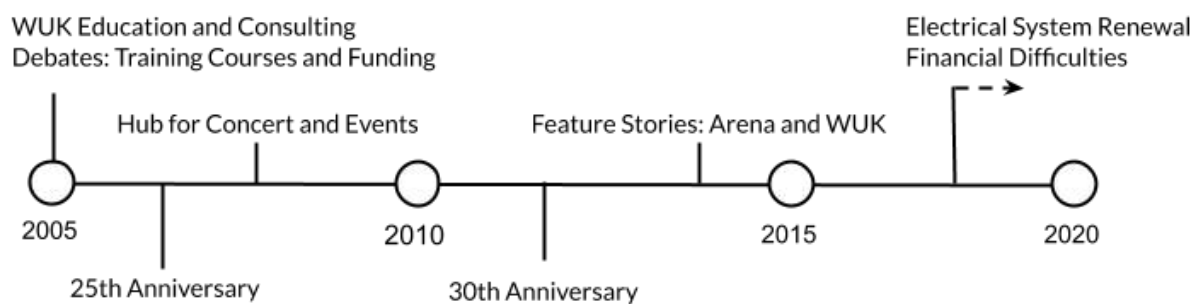 WUK Education and Consulting
Debates: Training Courses and Funding
Electrical System Renewal
Financial Difficulties
Hub for Concert and Events
Feature Stories: Arena and WUK
2005
2010
2015
2020
25th Anniversary
30th Anniversary